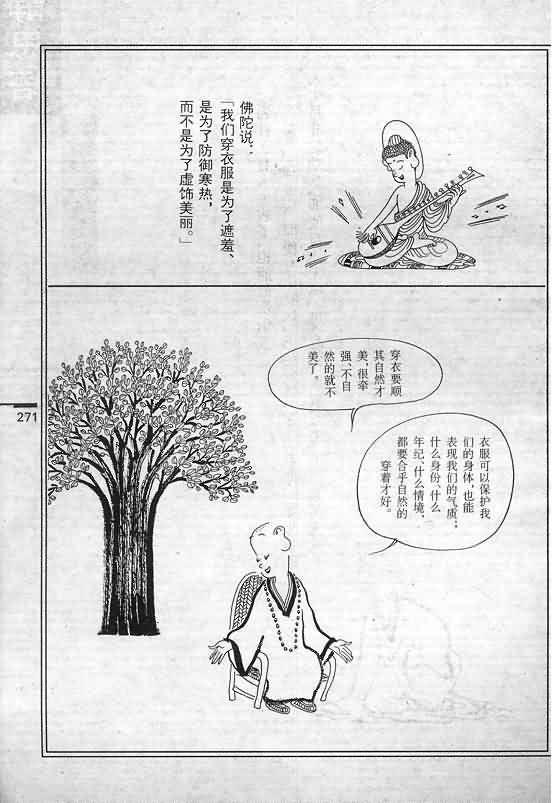 佛陀说：
「我们穿衣服是为了遮羞、
是为了防御寒热，
而不是为了虚饰美丽。」
穿衣要顺
其自然才
美，很牵
强、不自
然的就不
美了。
衣服可以保护我
们的身体，也能
表现我们的气质；
什么身份、什么
年纪、什么情境，
都要合乎自然的
穿着才好。
271